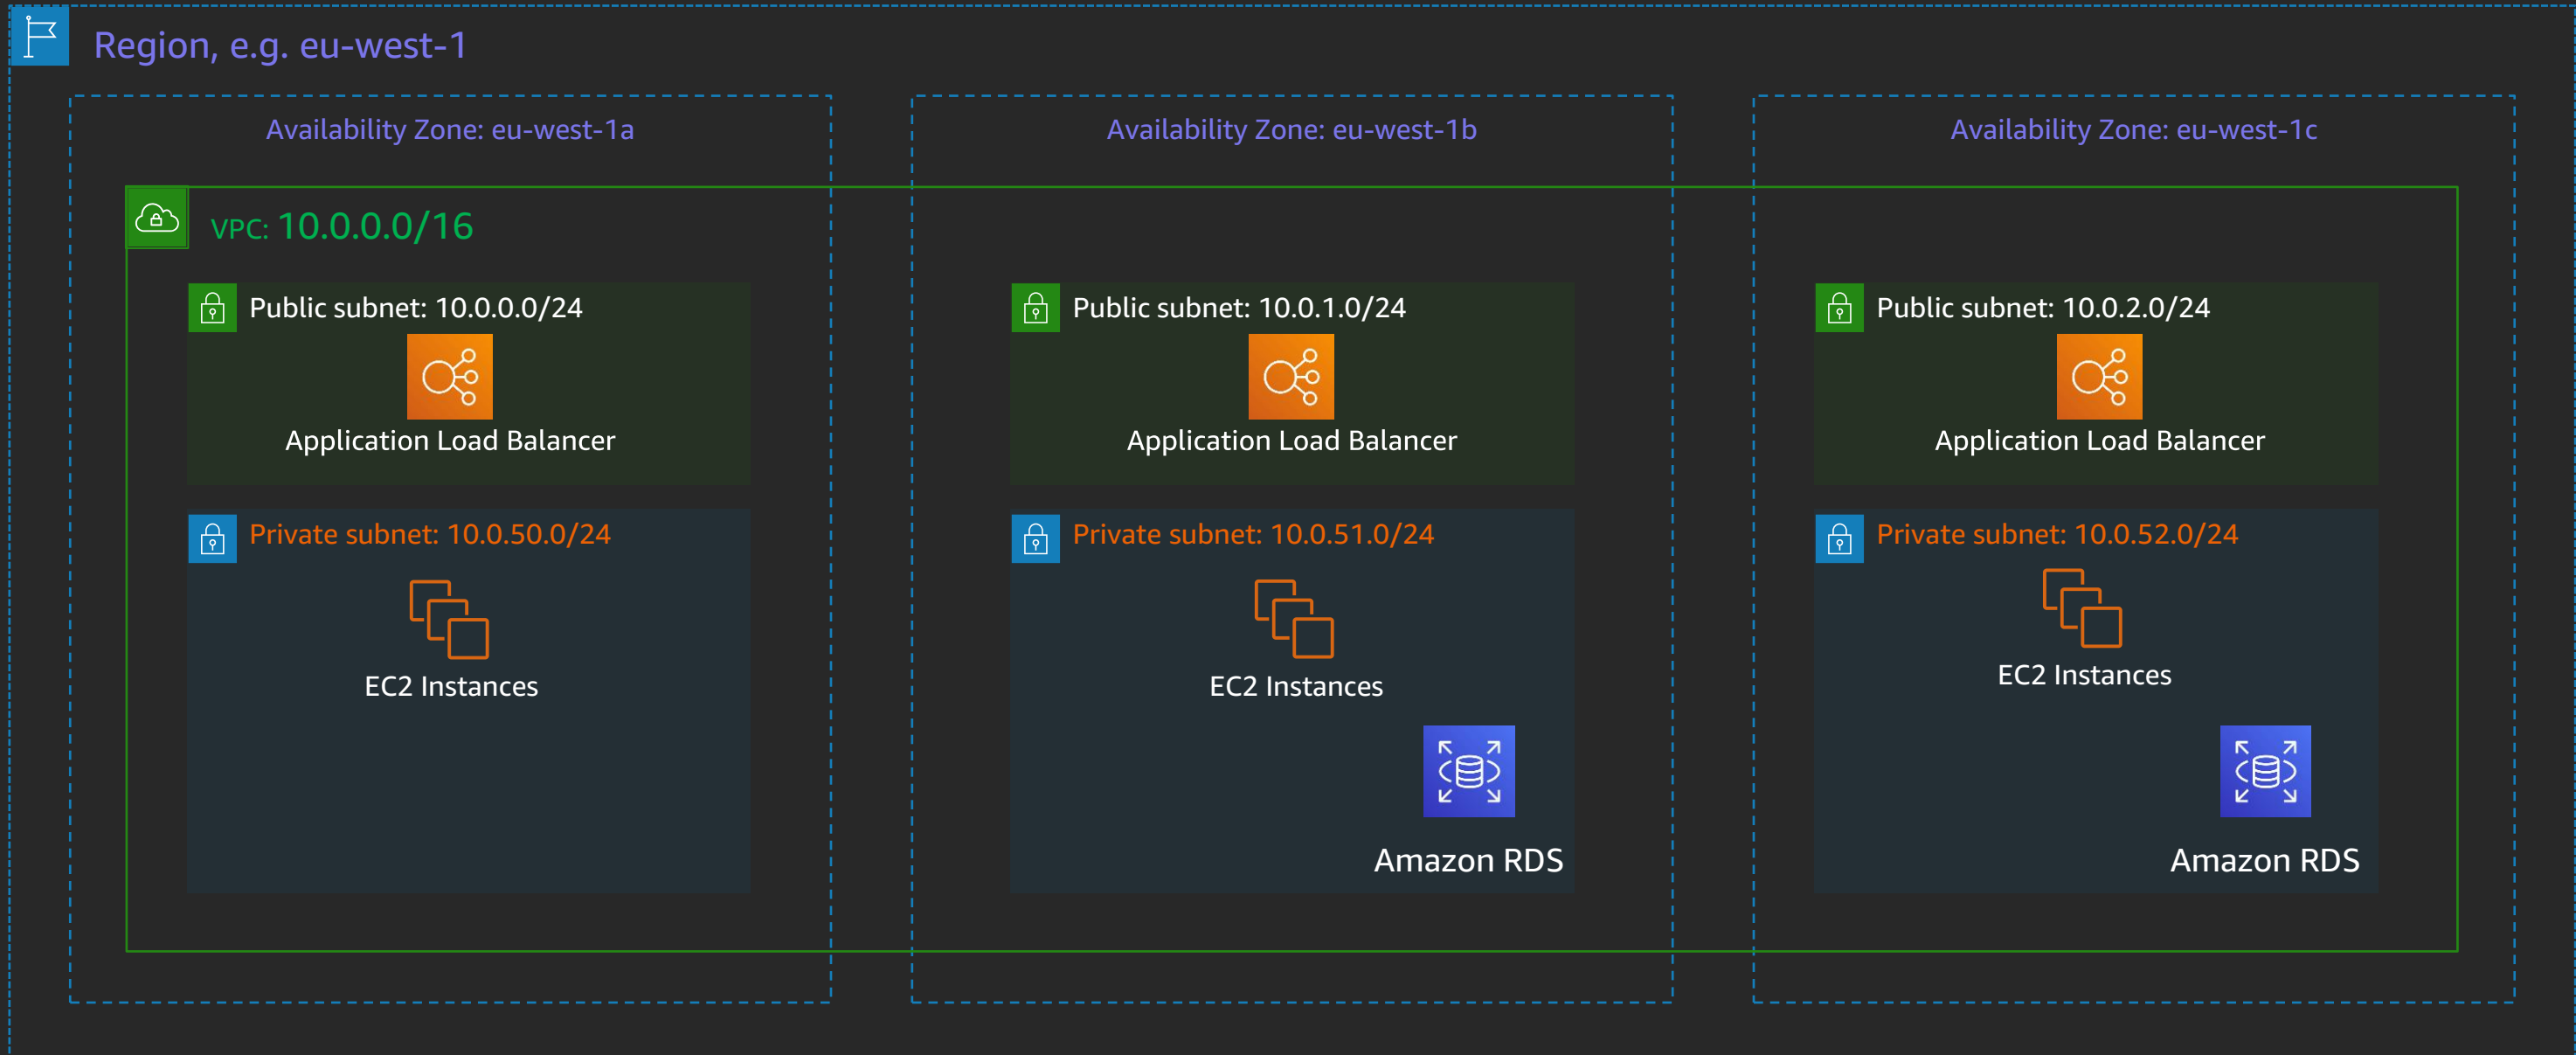 Region, e.g. eu-west-1
Availability Zone: eu-west-1a
Availability Zone: eu-west-1b
Availability Zone: eu-west-1c
VPC: 10.0.0.0/16
Public subnet: 10.0.0.0/24
Public subnet: 10.0.1.0/24
Public subnet: 10.0.2.0/24
Application Load Balancer
Application Load Balancer
Application Load Balancer
Private subnet: 10.0.50.0/24
Private subnet: 10.0.51.0/24
Private subnet: 10.0.52.0/24
EC2 Instances
EC2 Instances
EC2 Instances
Amazon RDS
Amazon RDS